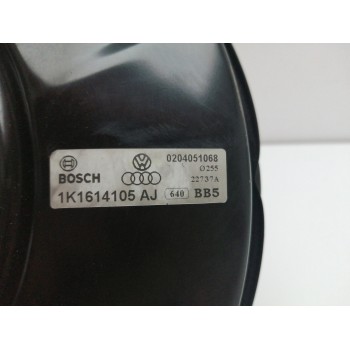 0204051068
BOSCH
Ø255
22737A
1K1614105 AJ 640 BB5